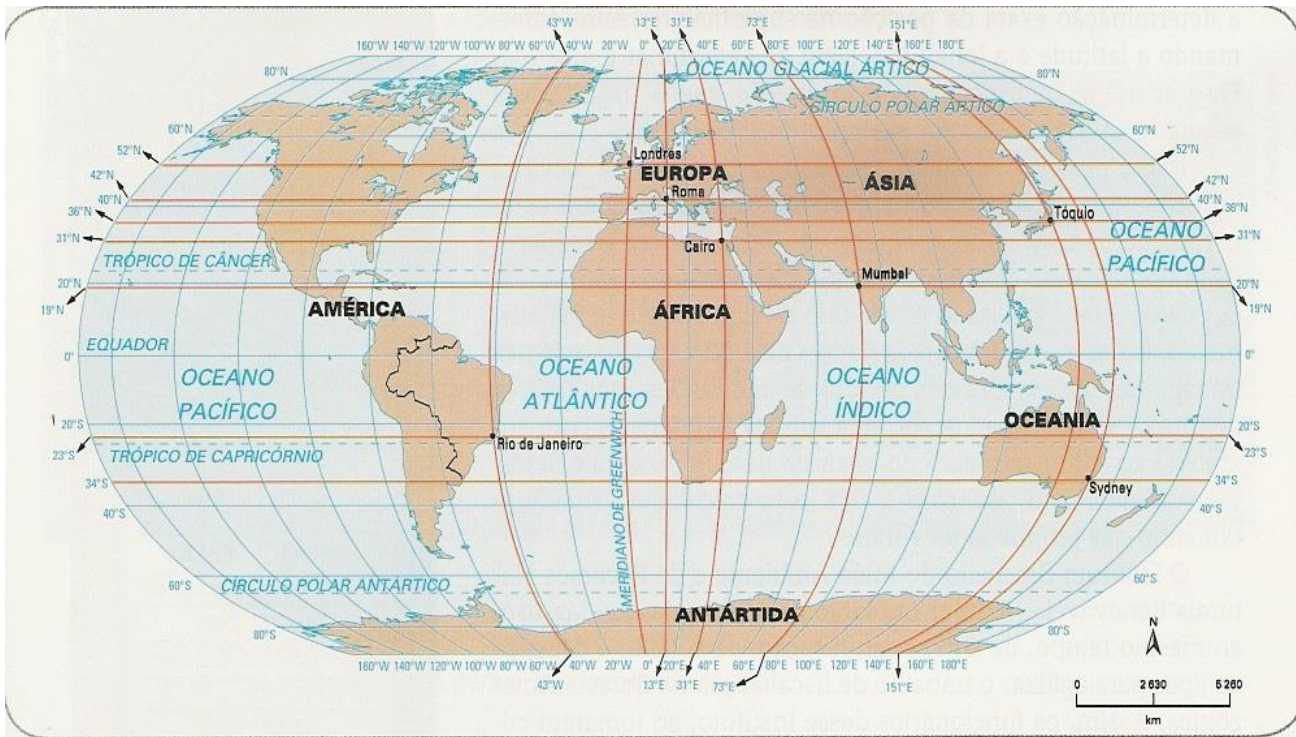 43°W 13°E 31°E 73°E 151°E
160°W 140°W 120°W 100°W 80°W 60°W 40°W 20°W 0° 20°E 40°E 60°E 80°E 100°E 120°E 140°E 160°E 180°E
80°N OCEANO GLACIAL ÁRTICO 80°N
CÍRCULO POLAR ÁRTICO
60°N 60°N
52°N Londres 52°N
EUROPA ÁSIA
42°N Roma 42°N
40°N 40°N
36°N Tóquio 36°N
31°N Cairo OCEANO 31°N
PACÍFICO
TRÓPICO DE CÂNCER Mumbai
20°N 20°N
19°N 19°N
AMÉRICA ÁFRICA
EQUADOR
0° 0°
OCEANO OCEANO OCEANO
PACÍFICO ATLÂNTICO ÍNDICO
OCEANIA
20°S 20°S
Rio de Janeiro
23°S 23°S
TRÓPICO DE CAPRICÓRNIO
34°S Sydney 34°S
40°S 40°S
MERIDIANO DE GREENWICH
60°S CÍRCULO POLAR ANTÁRTICO 60°S
ANTÁRTIDA
80°S 80°S
N
160°W 140°W 120°W 100°W 80°W 60°W 40°W 20°W 0° 20°E 40°E 60°E 80°E 100°E 120°E 140°E 160°E 180°E
43°W 13°E 31°E 73°E 151°E
0 2 630 5 260
km